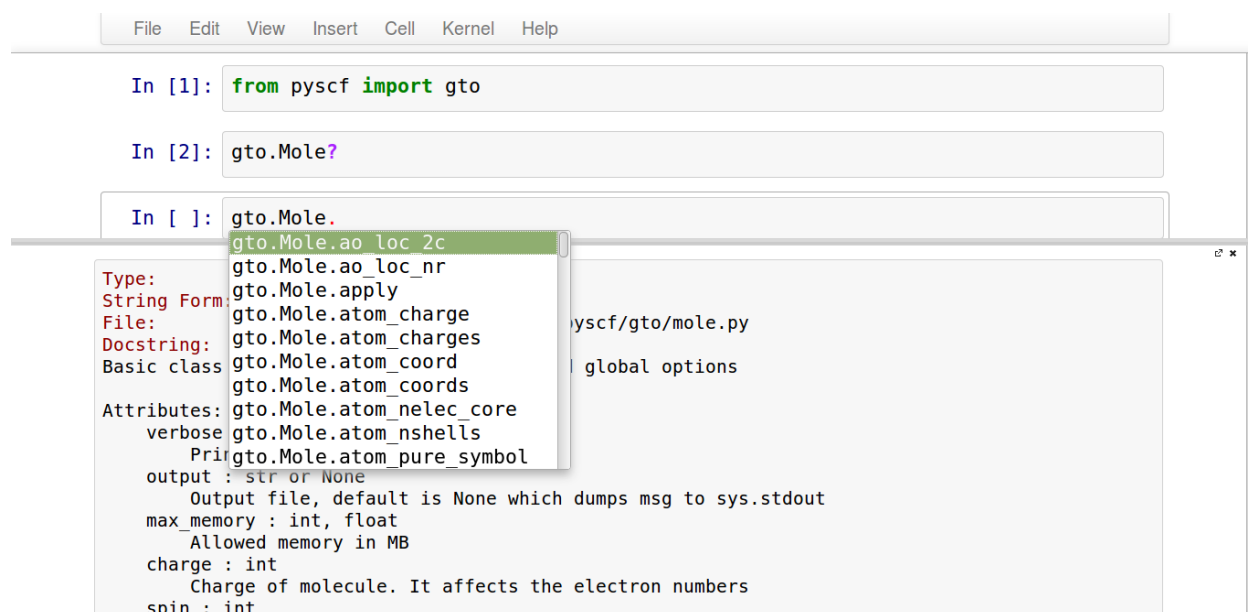 File Edit View Insert Cell Kernel Help
In [1]: from pyscf import gto
In [2]: gto.Mole?
In [ ]: gto.Mole.
gto.Mole.ao_loc_2c
gto.Mole.ao_loc_nr
gto.Mole.apply
gto.Mole.atom_charge
gto.Mole.atom_charges
gto.Mole.atom_coord
gto.Mole.atom_coords
gto.Mole.atom_nelec_core
gto.Mole.atom_nshells
gto.Mole.atom_pure_symbol
Type:
String Form:
File: yscf/gto/mole.py
Docstring:
Basic class global options
Attributes:
verbose
output : str or None
Output file, default is None which dumps msg to sys.stdout
max_memory : int, float
Allowed memory in MB
charge : int
Charge of molecule. It affects the electron numbers
spin : int